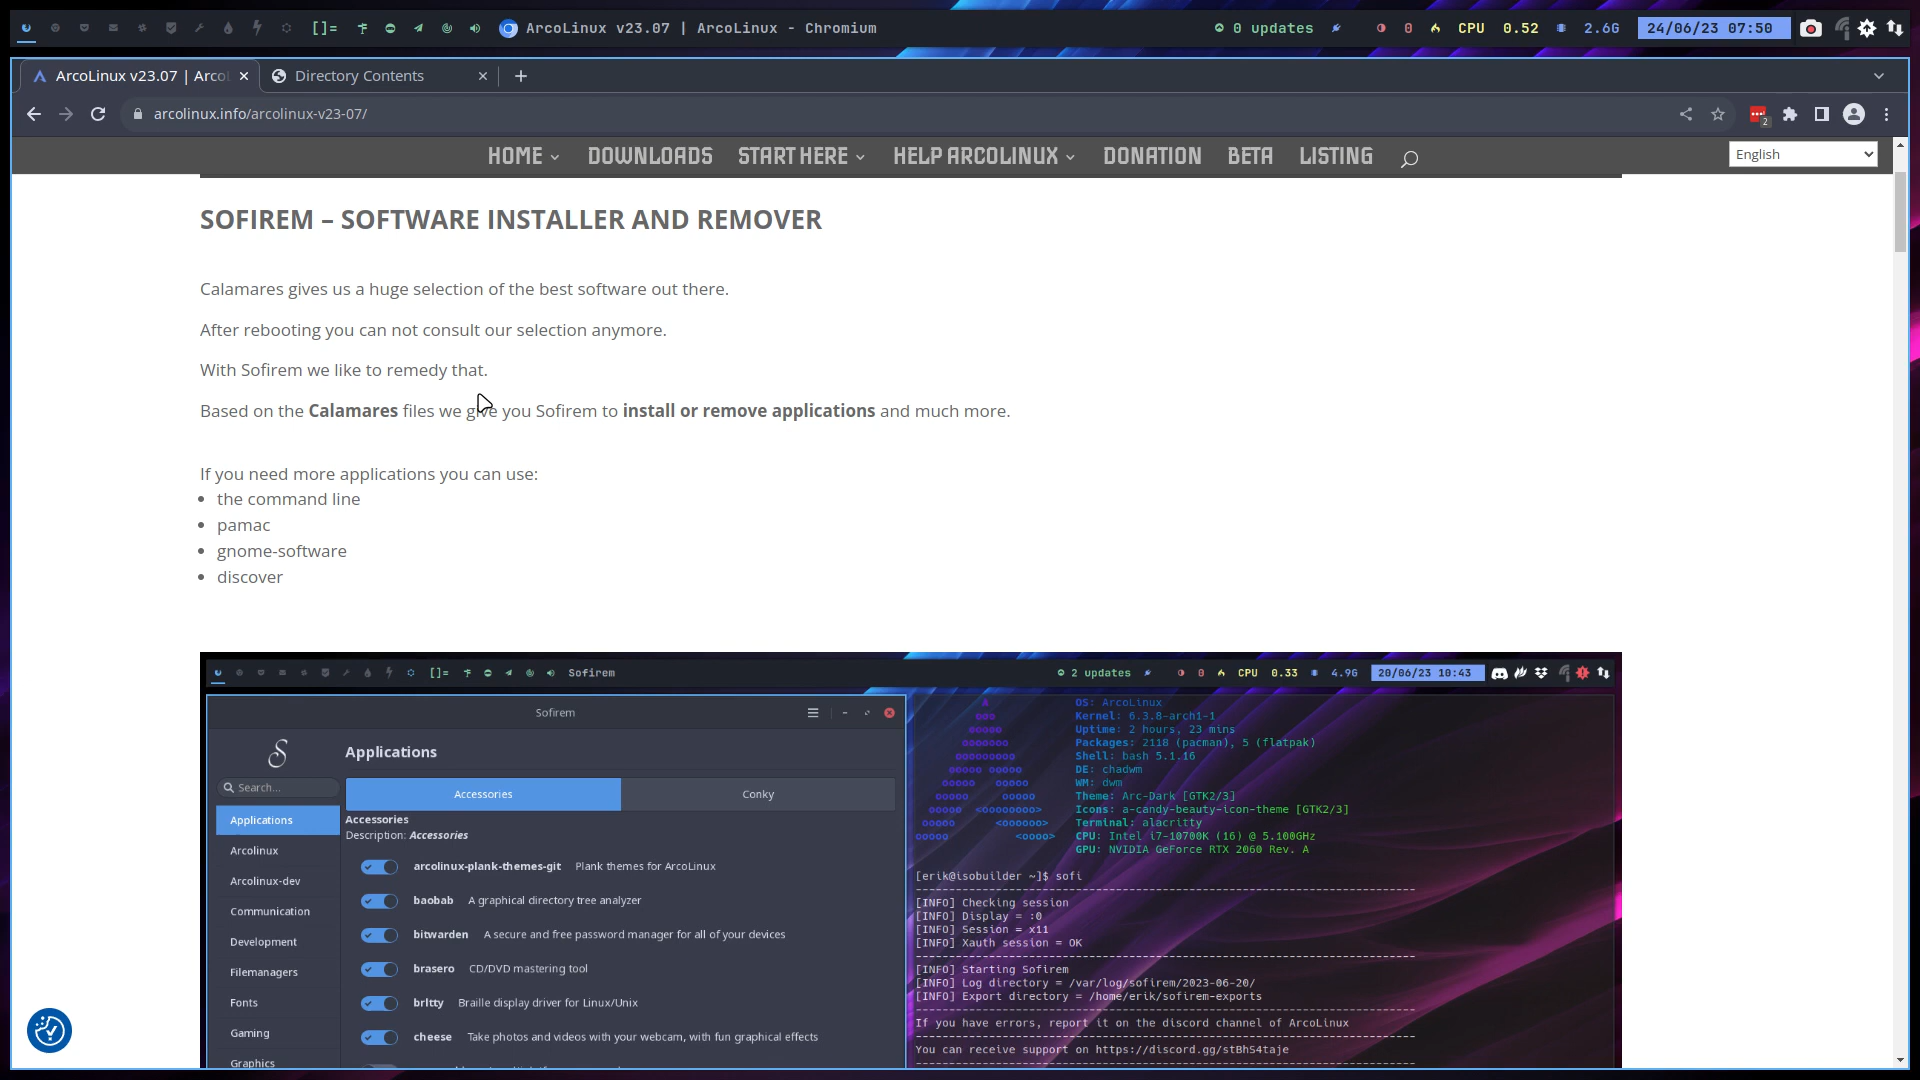 []=
ArcoLinux v23.07 | ArcoLinux - Chromium
0 updates
0
CPU 0.52
2.6G
24/06/23 07:50
ArcoLinux v23.07 | Arcol
Directory Contents
arcolinux.info/arcolinux-v23-07/
2
HOME
DOWNLOADS
START HERE
HELP ARCOLINUX
DONATION
BETA
LISTING
English
SOFIREM – SOFTWARE INSTALLER AND REMOVER
Calamares gives us a huge selection of the best software out there.
After rebooting you can not consult our selection anymore.
With Sofirem we like to remedy that.
Based on the Calamares files we give you Sofirem to install or remove applications and much more.
If you need more applications you can use:
• the command line
• pamac
• gnome-software
• discover
[]=
Sofirem
2 updates
0
CPU 0.33
4.9G
20/06/23 10:43
Sofirem
Search...
Applications
Arcolinux
Arcolinux-dev
Communication
Development
Filemanagers
Fonts
Gaming
Graphics
Applications
Accessories
Conky
Accessories
Description: Accessories
arcolinux-plank-themes-git Plank themes for ArcoLinux
baobab A graphical directory tree analyzer
bitwarden A secure and free password manager for all of your devices
brasero CD/DVD mastering tool
brltty Braille display driver for Linux/Unix
cheese Take photos and videos with your webcam, with fun graphical effects
OS: ArcoLinux
Kernel: 6.3.8-arch1-1
Uptime: 2 hours, 23 mins
Packages: 2118 (pacman), 5 (flatpak)
Shell: bash 5.1.16
DE: chadwm
WM: dwm
Theme: Arc-Dark [GTK2/3]
Icons: a-candy-beauty-icon-theme [GTK2/3]
Terminal: alacritty
CPU: Intel i7-10700K (16) @ 5.100GHz
GPU: NVIDIA GeForce RTX 2060 Rev. A
[erik@isobuilder ~]$ sofi
[INFO] Checking session
[INFO] Display = :0
[INFO] Session = x11
[INFO] Xauth session = OK
[INFO] Starting Sofirem
[INFO] Log directory = /var/log/sofirem/2023-06-20/
[INFO] Export directory = /home/erik/sofirem-exports
If you have errors, report it on the discord channel of ArcoLinux
You can receive support on https://discord.gg/stBhS4taje